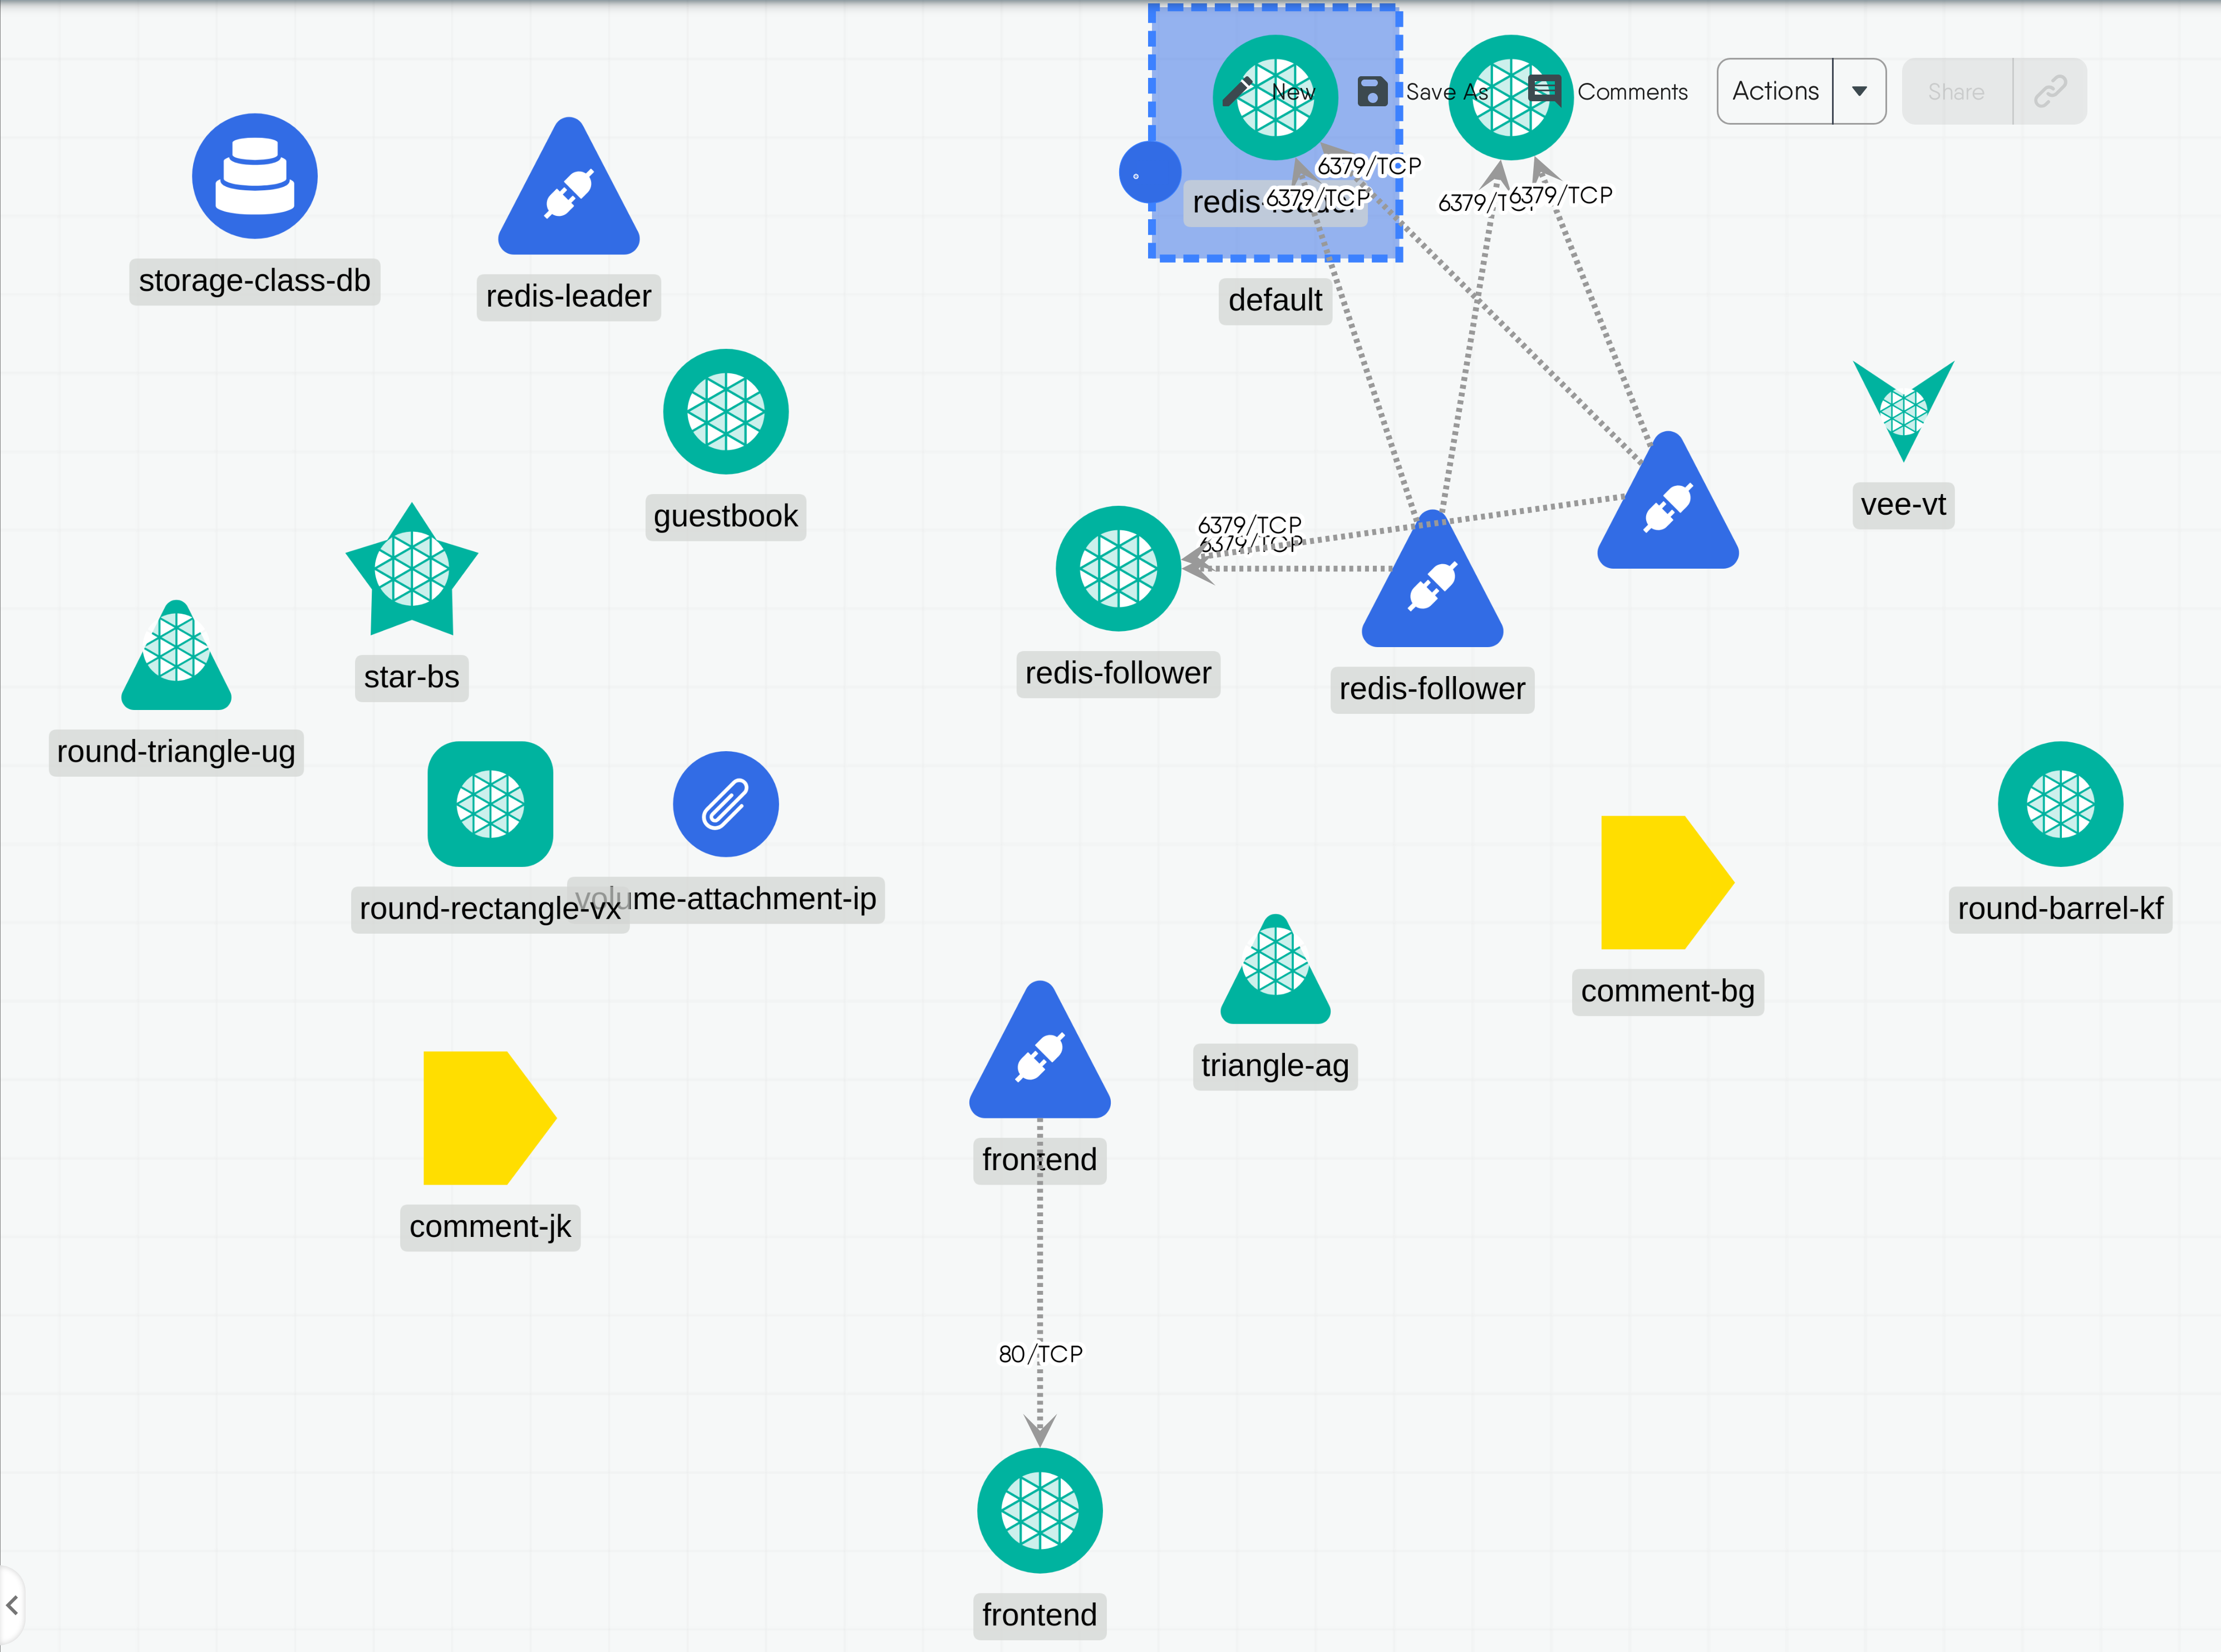 New
Save As
Comments
Actions
Share
6379/TCP
6379/TCP
6379/TCP
6379/TCP
redis-leader
storage-class-db
redis-leader
default
guestbook
vee-vt
6379/TCP
6379/TCP
star-bs
redis-follower
redis-follower
round-triangle-ug
round-rectangle-vx
volume-attachment-ip
round-barrel-kf
comment-bg
triangle-ag
frontend
comment-jk
80/TCP
frontend